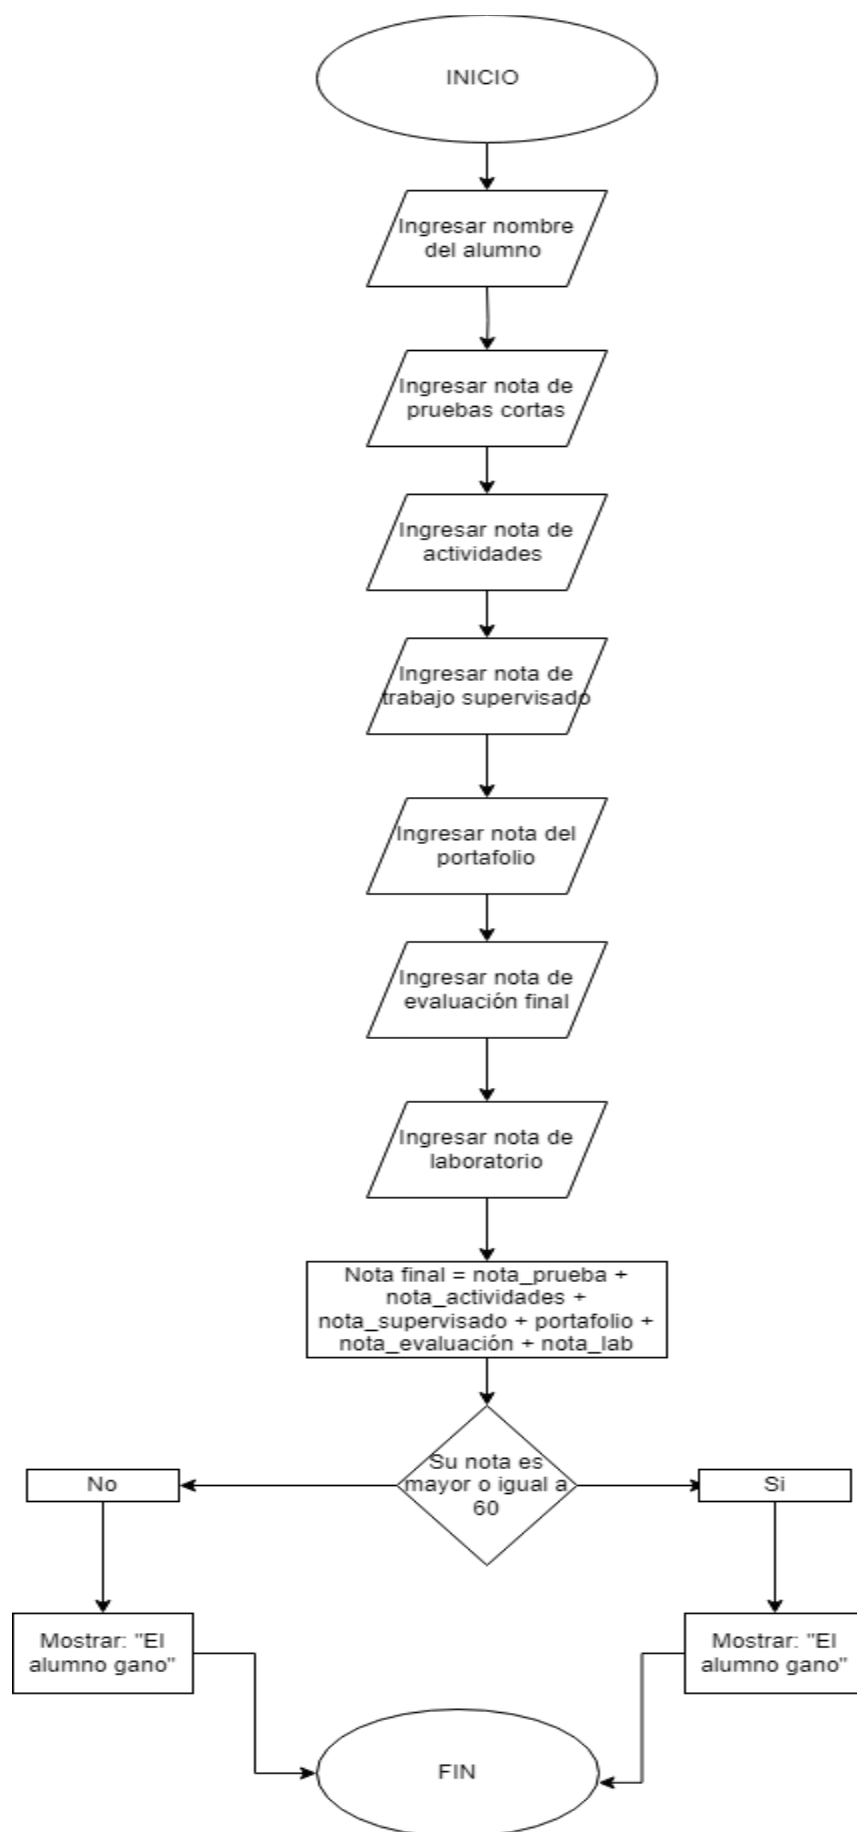 INICIO
Ingresar nombre
del alumno
Ingresar nota de
pruebas cortas
Ingresar nota de
actividades
Ingresar nota de
trabajo supervisado
Ingresar nota del
portafolio
Ingresar nota de
evaluación final
Ingresar nota de
laboratorio
Nota final = nota_prueba +
nota_actividades +
nota_supervisado + portafolio +
nota_evaluación + nota_lab
Su nota es
mayor o igual a
60
No
Si
Mostrar: "El
alumno gano"
Mostrar: "El
alumno gano"
FIN